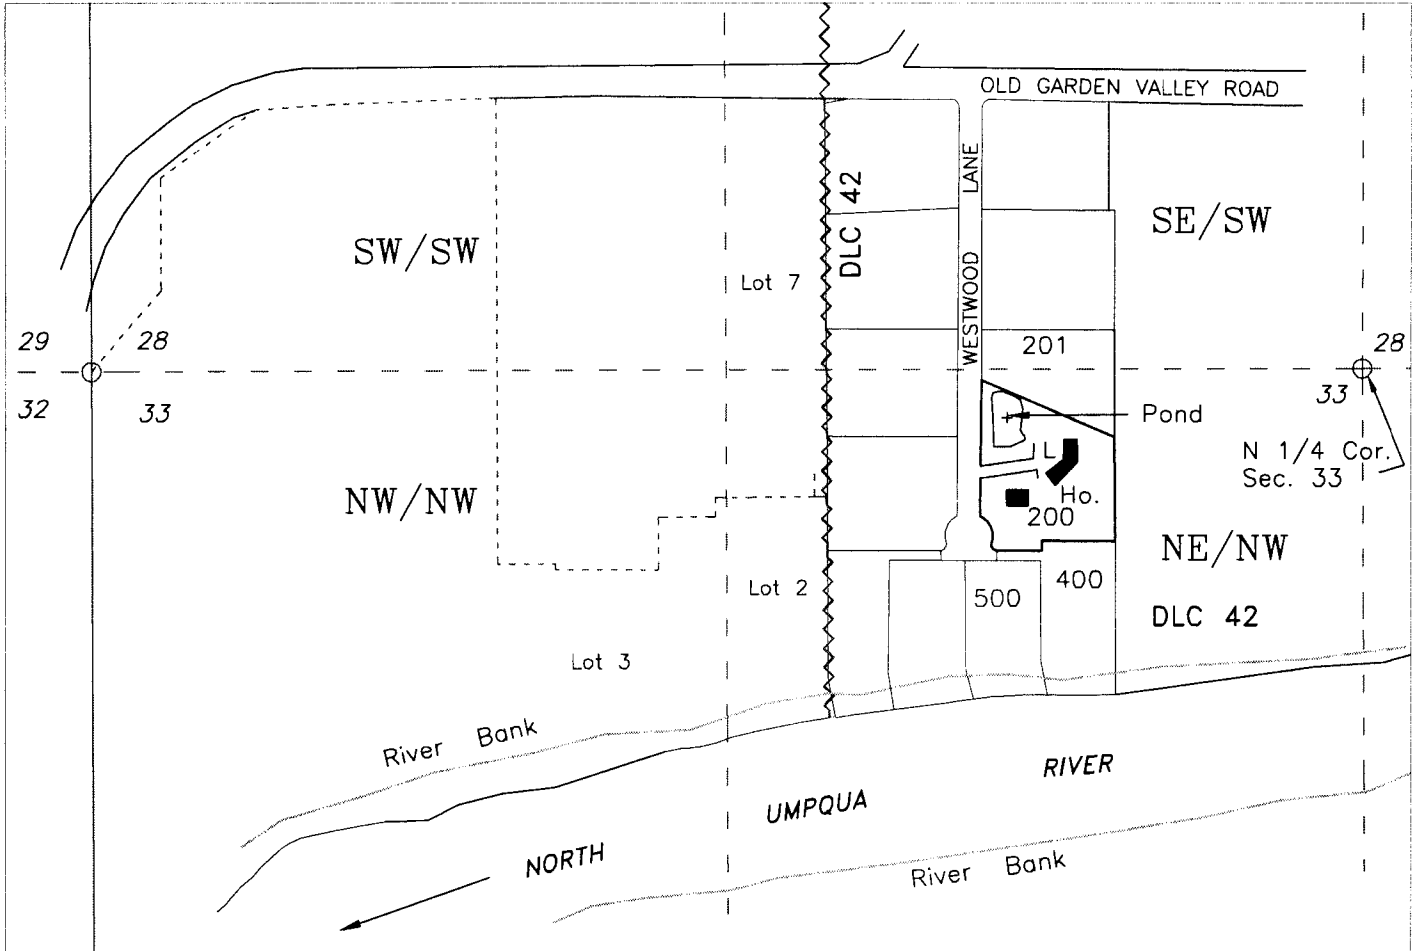 OLD GARDEN VALLEY ROAD
WESTWOOD LANE
DLC 42
SW/SW
SE/SW
Lot 7
29
28
201
28
32
33
33
Pond
N 1/4 Cor.
Sec. 33
L
Ho.
200
NW/NW
NE/NW
Lot 2
500
400
DLC 42
Lot 3
River Bank
NORTH UMPQUA RIVER
River Bank